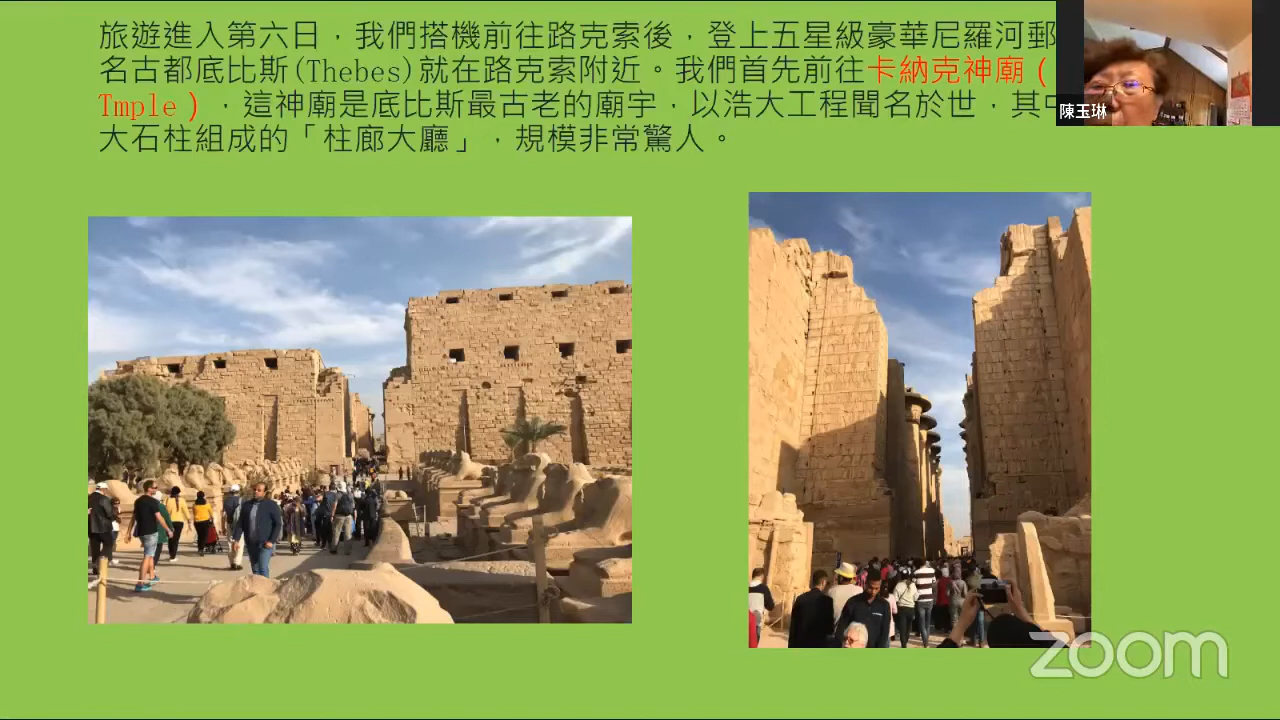 旅遊進入第六日，我們搭機前往路克索後，登上五星級豪華尼羅河郵
名古都底比斯(Thebes)就在路克索附近。我們首先前往卡納克神廟（
Tmple），這神廟是底比斯最古老的廟宇，以浩大工程聞名於世，其中
大石柱組成的「柱廊大廳」，規模非常驚人。
陳玉琳
zoom